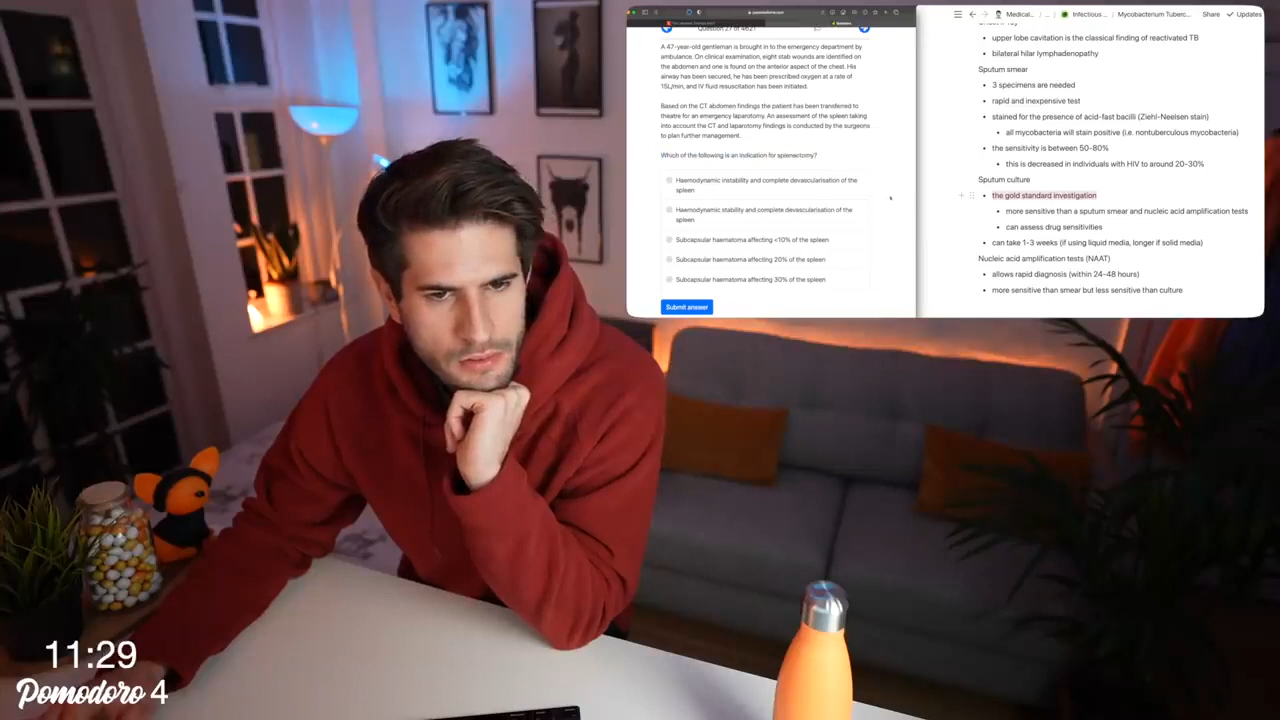 Question 27 of 4621
A 47-year-old gentleman is brought in to the emergency department by
ambulance. On clinical examination, eight stab wounds are identified on
the abdomen and one is found on the anterior aspect of the chest. His
airway has been secured, he has been prescribed oxygen at a rate of
15L/min, and IV fluid resuscitation has been initiated.
Based on the CT abdomen findings the patient has been transferred to
theatre for an emergency laparotomy. An assessment of the spleen taking
into account the CT and laparotomy findings is conducted by the surgeons
to plan further management.
Which of the following is an indication for splenectomy?
Haemodynamic instability and complete devascularisation of the
spleen
Haemodynamic stability and complete devascularisation of the
spleen
Subcapsular haematoma affecting <10% of the spleen
Subcapsular haematoma affecting 20% of the spleen
Subcapsular haematoma affecting 30% of the spleen
Submit answer
Medical... / ... / Infectious ... / Mycobacterium Tuberc... Share Updates
upper lobe cavitation is the classical finding of reactivated TB
bilateral hilar lymphadenopathy
Sputum smear
3 specimens are needed
rapid and inexpensive test
stained for the presence of acid-fast bacilli (Ziehl-Neelsen stain)
all mycobacteria will stain positive (i.e. nontuberculous mycobacteria)
the sensitivity is between 50-80%
this is decreased in individuals with HIV to around 20-30%
Sputum culture
the gold standard investigation
more sensitive than a sputum smear and nucleic acid amplification tests
can assess drug sensitivities
can take 1-3 weeks (if using liquid media, longer if solid media)
Nucleic acid amplification tests (NAAT)
allows rapid diagnosis (within 24-48 hours)
more sensitive than smear but less sensitive than culture
11:29
Pomodoro 4